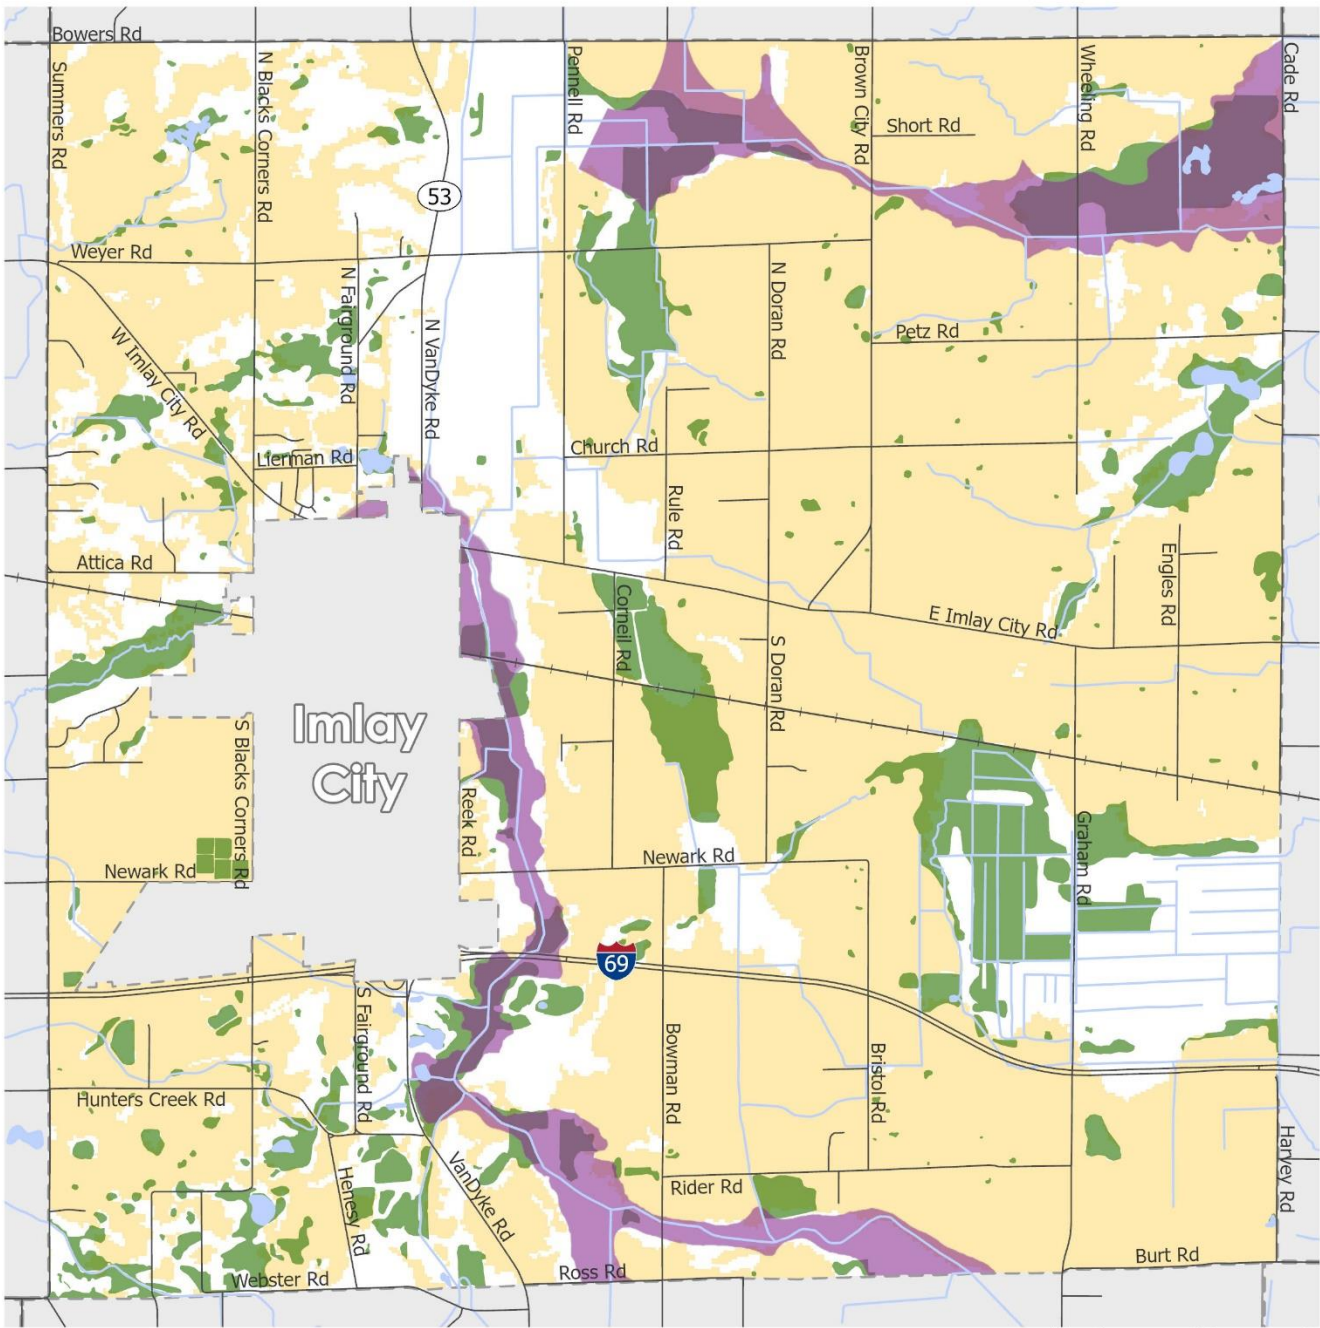 Bowers Rd
Summers Rd
N Blacks Corners Rd
Pennell Rd
Brown City Rd
Wheeling Rd
Cade Rd
Short Rd
53
Weyer Rd
N Fairground Rd
N VanDyke Rd
N Doran Rd
W Imlay City Rd
Petz Rd
Church Rd
Lierman Rd
Rule Rd
Attica Rd
Engles Rd
Corneil Rd
E Imlay City Rd
S Doran Rd
Imlay
City
S Blacks Corners Rd
Reek Rd
Graham Rd
Newark Rd
Newark Rd
69
S Fairground Rd
Bowman Rd
Bristol Rd
Hunters Creek Rd
Harvey Rd
Henesy Rd
VanDyke Rd
Rider Rd
Burt Rd
Webster Rd
Ross Rd